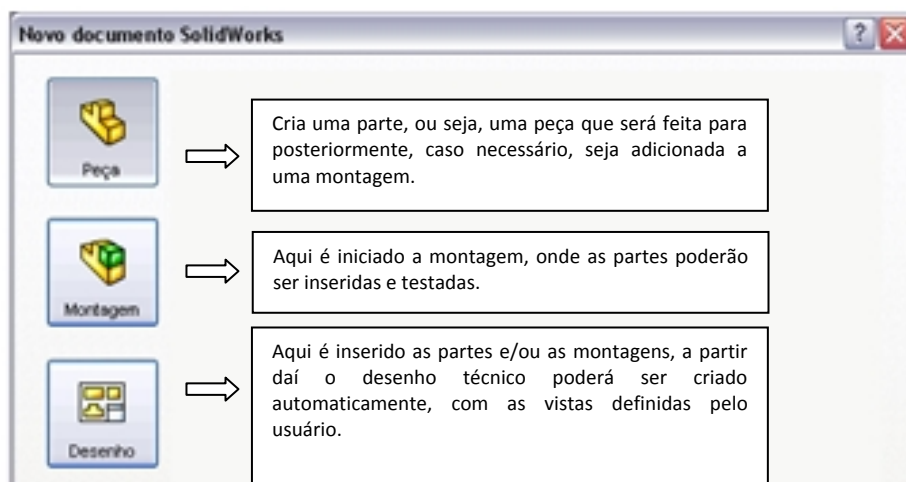 Novo documento SolidWorks
Peça
Cria uma parte, ou seja, uma peça que será feita para
posteriormente, caso necessário, seja adicionada a
uma montagem.
Montagem
Aqui é iniciado a montagem, onde as partes poderão
ser inseridas e testadas.
Desenho
Aqui é inserido as partes e/ou as montagens, a partir
daí o desenho técnico poderá ser criado
automaticamente, com as vistas definidas pelo
usuário.